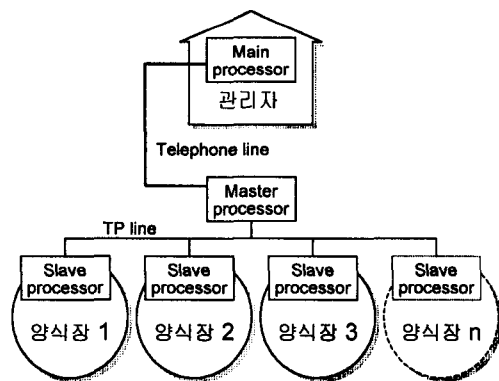 Main
processor
관리자
Telephone line
Master
processor
TP line
Slave
processor
Slave
processor
Slave
processor
Slave
processor
양식장 1
양식장 2
양식장 3
양식장 n